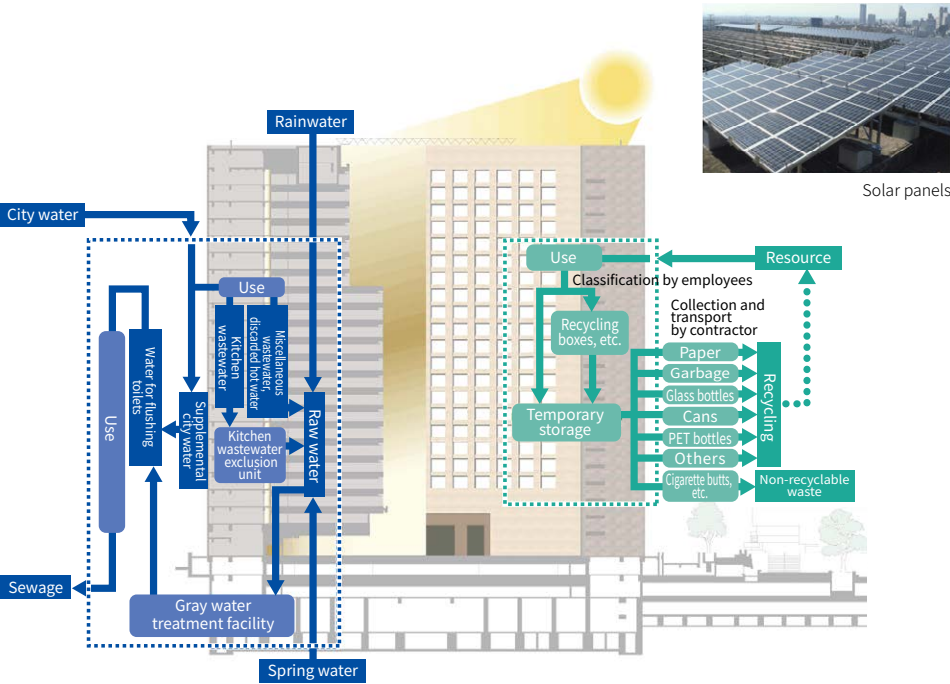 Solar panels
Rainwater
City water
Use
Kitchen
wastewater
Miscellaneous
wastewater,
discarded hot water
Use
Water for flushing
toilets
Supplemental
city water
Kitchen
wastewater
exclusion
unit
Raw water
Sewage
Gray water
treatment facility
Spring water
Use
Resource
Classification by employees
Recycling
boxes, etc.
Temporary
storage
Collection and
transport
by contractor
Paper
Garbage
Glass bottles
Cans
PET bottles
Others
Cigarette butts,
etc.
Recycling
Non-recyclable
waste